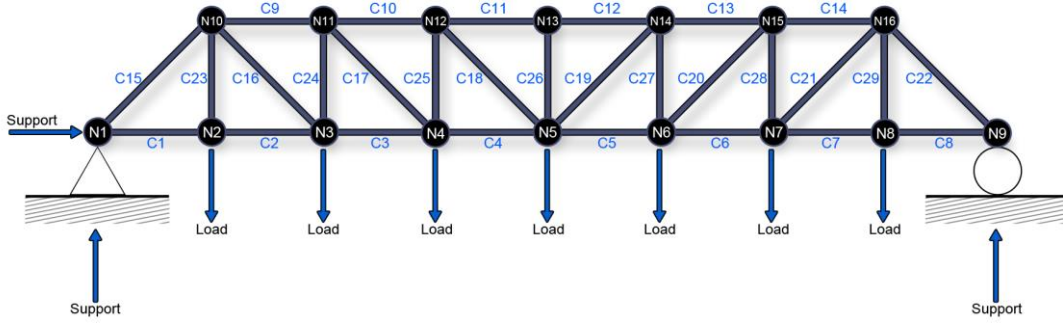 C9 C10 C11 C12 C13 C14
N10 N11 N12 N13 N14 N15 N16
C15 C23 C16 C24 C17 C25 C18 C26 C19 C27 C20 C28 C21 C29 C22
Support
N1 N2 N3 N4 N5 N6 N7 N8 N9
C1 C2 C3 C4 C5 C6 C7 C8
Load Load Load Load Load Load Load
Support Support